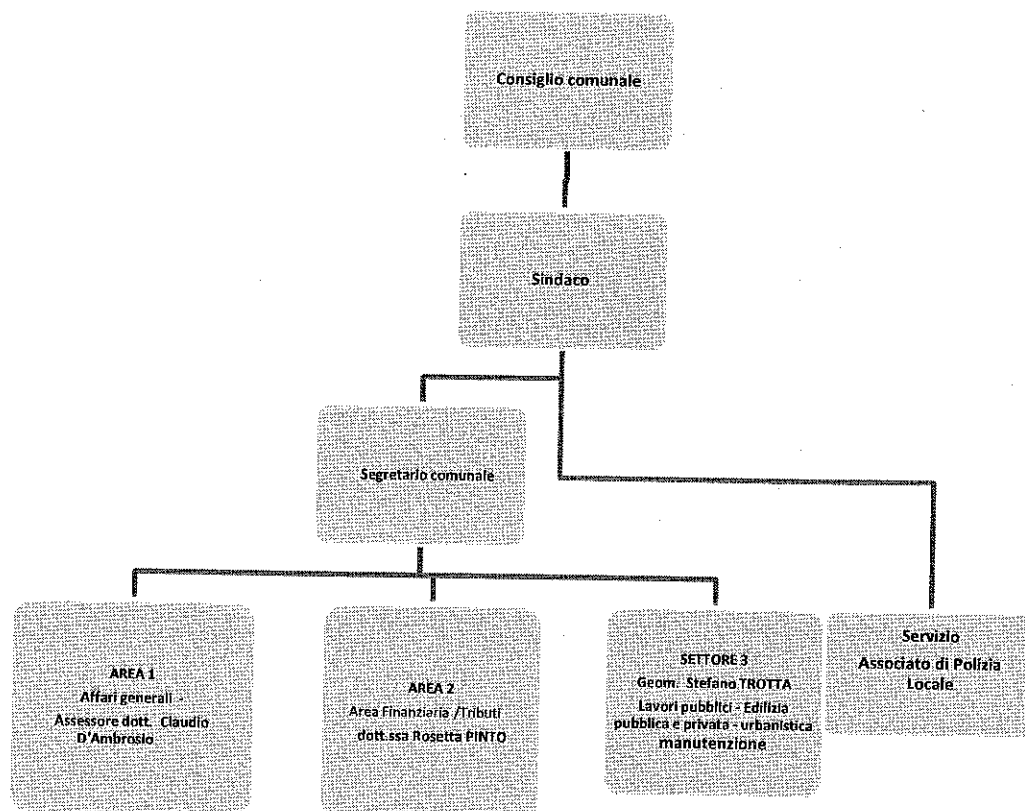 Consiglio comunale
Sindaco
Segretario comunale
AREA 1
Affari generali -
Assessore dott. Claudio
D'Ambrosio
AREA 2
Area Finanziaria /Tributi
dott.ssa Rosetta PINTO
SETTORE 3
Geom. Stefano TROTTA
Lavori pubblici - Edilizia
pubblica e privata - urbanistica
manutenzione
Servizio
Associato di Polizia
Locale